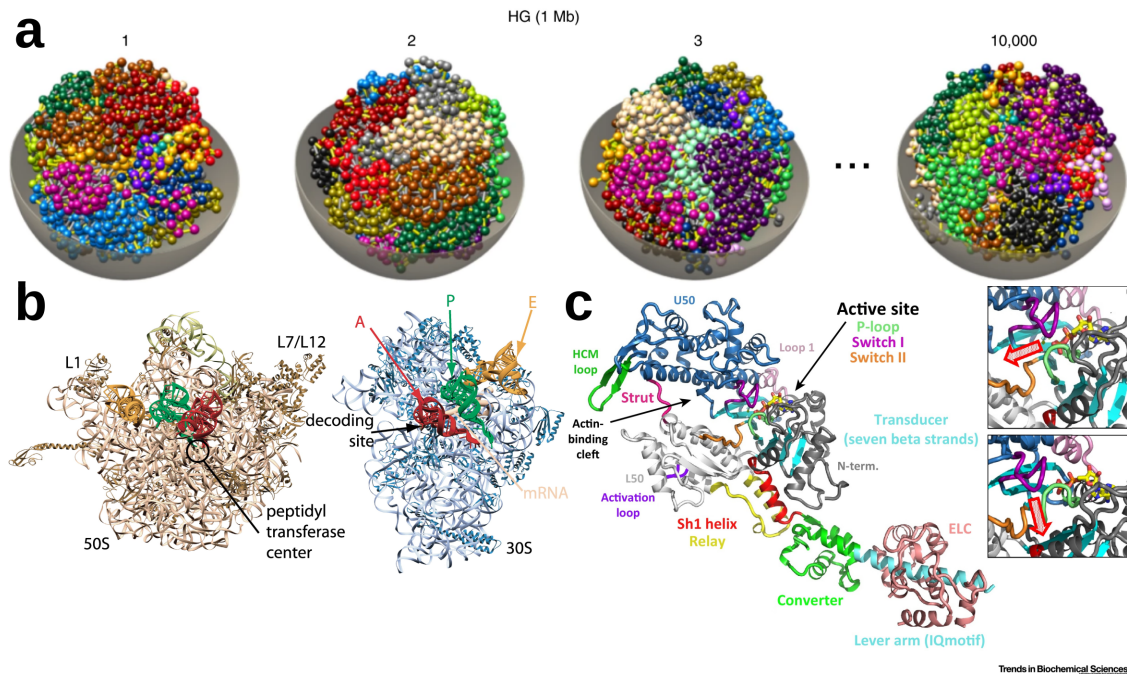 a
HG (1 Mb)
1
2
3
10,000
...
b
L1
L7/L12
50S
peptidyl
transferase
center
A
P
E
decoding
site
mRNA
30S
c
U50
HCM
loop
Strut
Actin-
binding
cleft
Loop 1
Active site
P-loop
Switch I
Switch II
Transducer
(seven beta strands)
N-term.
L50
Activation
loop
Sh1 helix
Relay
Converter
ELC
Lever arm (IQmotif)
Trends in Biochemical Sciences